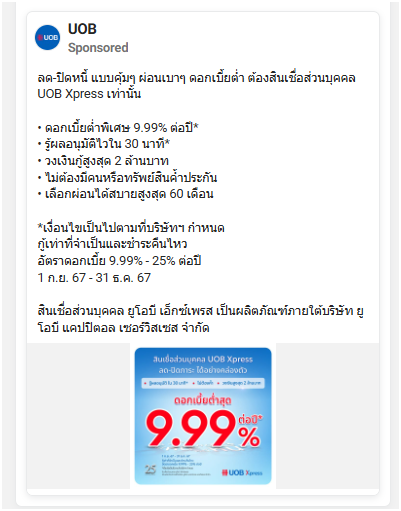 UOB
Sponsored
ลด-ปิดหนี้ แบบคุ้มๆ ผ่อนเบาๆ ดอกเบี้ยต่ำ ต้องสินเชื่อส่วนบุคคล
UOB Xpress เท่านั้น
• ดอกเบี้ยต่ำพิเศษ 9.99% ต่อปี*
• รู้ผลอนุมัติไวใน 30 นาที*
• วงเงินกู้สูงสุด 2 ล้านบาท
• ไม่ต้องมีคนหรือทรัพย์สินค้ำประกัน
• เลือกผ่อนได้สบายสูงสุด 60 เดือน
*เงื่อนไขเป็นไปตามที่บริษัทฯ กำหนด
กู้เท่าที่จำเป็นและชำระคืนไหว
อัตราดอกเบี้ย 9.99% - 25% ต่อปี
1 ก.ย. 67 - 31 ธ.ค. 67
สินเชื่อส่วนบุคคล ยูโอบี เอ็กซ์เพรส เป็นผลิตภัณฑ์ภายใต้บริษัท ยู
โอบี แคปปิตอล เซอร์วิสเซส จำกัด
สินเชื่อส่วนบุคคล UOB Xpress
ลด-ปิดภาระ ได้อย่างคล่องตัว
ดอกเบี้ยต่ำสุด
9.99% ต่อปี*
UOB Xpress